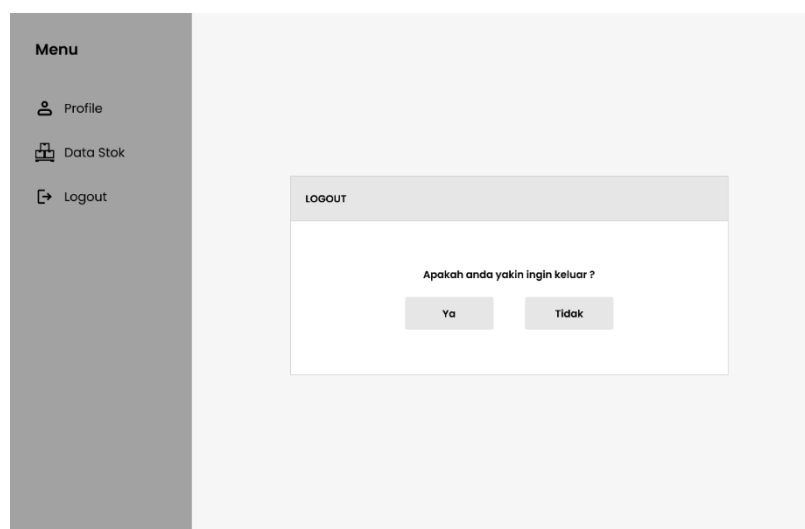 Menu
Profile
Data Stok
Logout
LOGOUT
Apakah anda yakin ingin keluar ?
Ya
Tidak